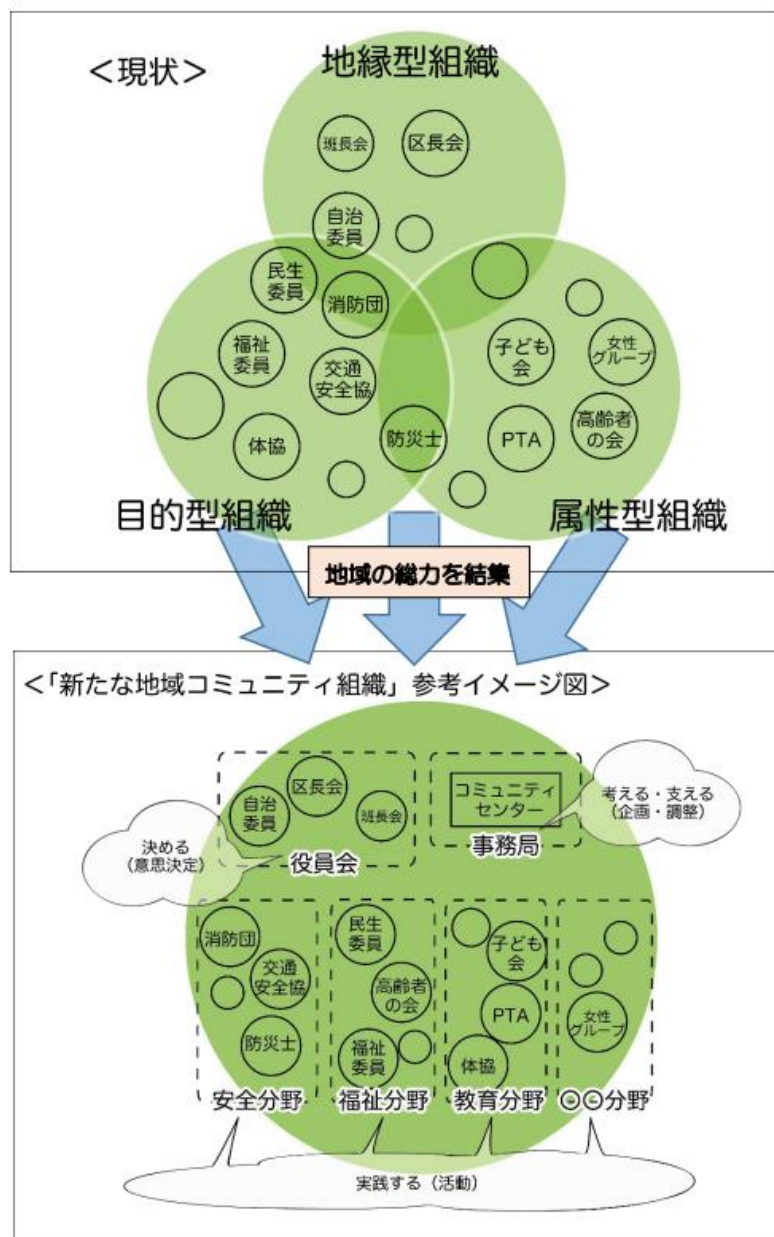 ＜現状＞
地縁型組織
班長会
区長会
自治
委員
民生
委員
消防団
福祉
委員
交通
安全協
子ども
会
女性
グループ
体協
防災士
PTA
高齢者
の会
目的型組織
属性型組織
地域の総力を結集
＜「新たな地域コミュニティ組織」参考イメージ図＞
自治
委員
区長会
班長会
役員会
コミュニティ
センター
事務局
考える・支える
（企画・調整）
決める
（意思決定）
消防団
交通
安全協
防災士
安全分野
民生
委員
高齢者
の会
福祉
委員
福祉分野
子ども
会
PTA
体協
教育分野
女性
グループ
○○分野
実践する（活動）